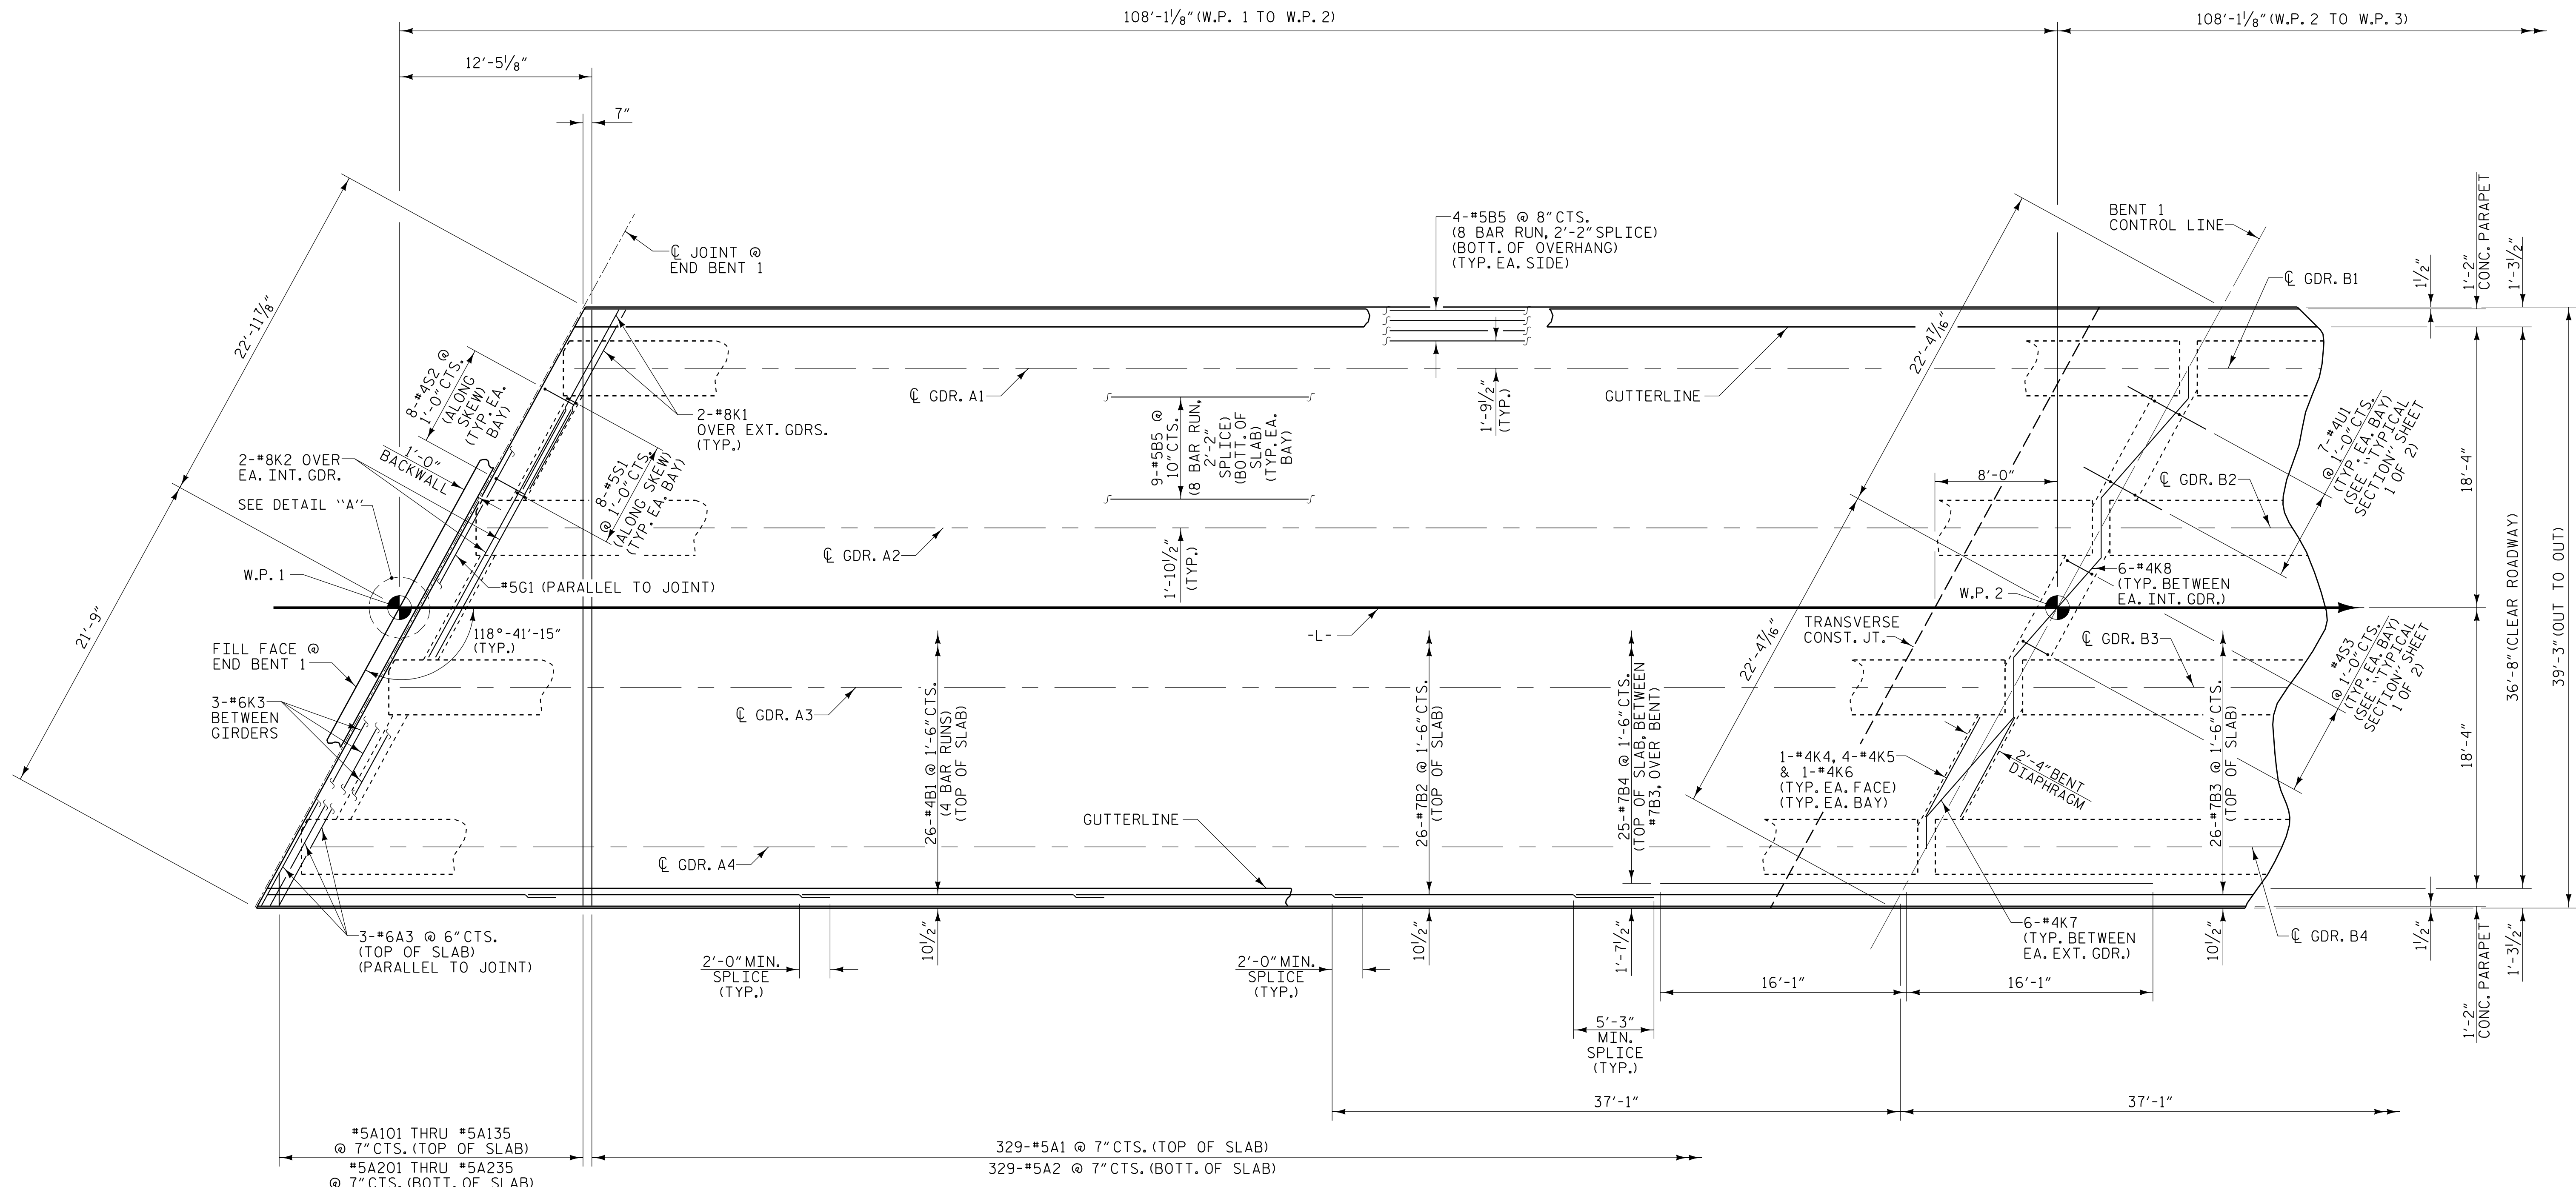 108'-1⅛" (W.P. 1 TO W.P. 2)
108'-1⅛" (W.P. 2 TO W.P. 3)
12'-5⅛"
7"
22'-11⅞"
21'-9"
℄ JOINT @
END BENT 1
8-#4S2 @
1'-0" CTS.
(ALONG
SKEW)
(TYP. EA.
BAY)
1'-0"
BACKWALL
2-#8K2 OVER
EA. INT. GDR.
SEE DETAIL "A"
W.P. 1
FILL FACE @
END BENT 1
3-#6K3
BETWEEN
GIRDERS
2-#8K1
OVER EXT. GDRS.
(TYP.)
8-#5S1
@ 1'-0" CTS.
(ALONG SKEW)
(TYP. EA. BAY)
#5G1 (PARALLEL TO JOINT)
118°-41'-15"
(TYP.)
℄ GDR. A1
℄ GDR. A2
℄ GDR. A3
℄ GDR. A4
4-#5B5 @ 8" CTS.
(8 BAR RUN, 2'-2" SPLICE)
(BOTT. OF OVERHANG)
(TYP. EA. SIDE)
9-#5B5 @
10" CTS.
(8 BAR RUN,
2'-2"
SPLICE)
(BOTT. OF
SLAB)
(TYP. EA.
BAY)
1'-9½"
(TYP.)
1'-10½"
(TYP.)
GUTTERLINE
-L-
BENT 1
CONTROL LINE
℄ GDR. B1
22'-4⁷⁄₁₆"
22'-4⁷⁄₁₆"
8'-0"
℄ GDR. B2
7-#4U1
@ 1'-0" CTS.
(TYP. EA. BAY)
(SEE "TYPICAL
SECTION" SHEET
1 OF 2)
6-#4K8
(TYP. BETWEEN
EA. INT. GDR.)
W.P. 2
TRANSVERSE
CONST. JT.
℄ GDR. B3
#4S3
@ 1'-0" CTS.
(TYP. EA. BAY)
(SEE "TYPICAL
SECTION" SHEET
1 OF 2)
1½"
1'-2"
CONC. PARAPET
1'-3½"
18'-4"
36'-8" (CLEAR ROADWAY)
39'-3" (OUT TO OUT)
18'-4"
26-#4B1 @ 1'-6" CTS.
(4 BAR RUNS)
(TOP OF SLAB)
26-#7B2 @ 1'-6" CTS.
(TOP OF SLAB)
25-#7B4 @ 1'-6" CTS.
(TOP OF SLAB, BETWEEN
#7B3, OVER BENT)
1-#4K4, 4-#4K5
& 1-#4K6
(TYP. EA. FACE)
(TYP. EA. BAY)
2'-4" BENT
DIAPHRAGM
26-#7B3 @ 1'-6" CTS.
(TOP OF SLAB)
GUTTERLINE
3-#6A3 @ 6" CTS.
(TOP OF SLAB)
(PARALLEL TO JOINT)
2'-0" MIN.
SPLICE
(TYP.)
10½"
2'-0" MIN.
SPLICE
(TYP.)
10½"
1'-7½"
5'-3"
MIN.
SPLICE
(TYP.)
16'-1"
16'-1"
6-#4K7
(TYP. BETWEEN
EA. EXT. GDR.)
10½"
℄ GDR. B4
1½"
1'-2"
CONC. PARAPET
1'-3½"
37'-1"
37'-1"
#5A101 THRU #5A135
@ 7" CTS. (TOP OF SLAB)
#5A201 THRU #5A235
@ 7" CTS. (BOTT. OF SLAB)
329-#5A1 @ 7" CTS. (TOP OF SLAB)
329-#5A2 @ 7" CTS. (BOTT. OF SLAB)